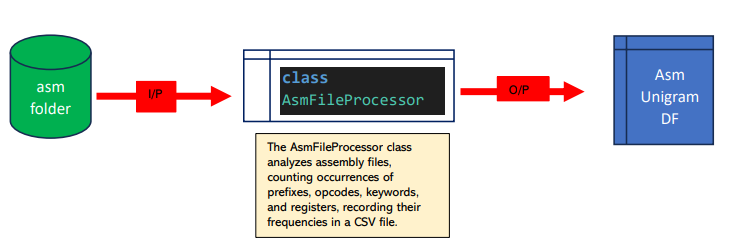 asm
folder
I/P
class
AsmFileProcessor
O/P
Asm
Unigram
DF
The AsmFileProcessor class
analyzes assembly files,
counting occurrences of
prefixes, opcodes, keywords,
and registers, recording their
frequencies in a CSV file.